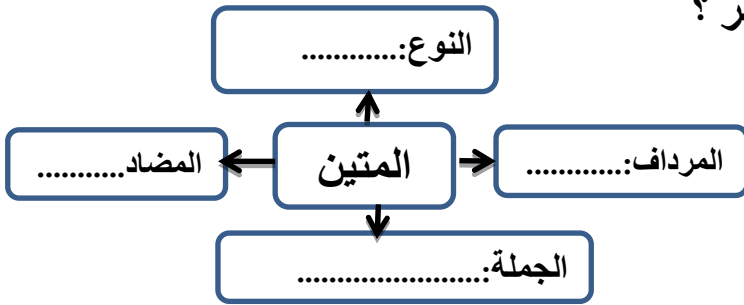 ر ؟
النوع:............
المرداف:............
المتين
المضاد...........
الجملة:.......................